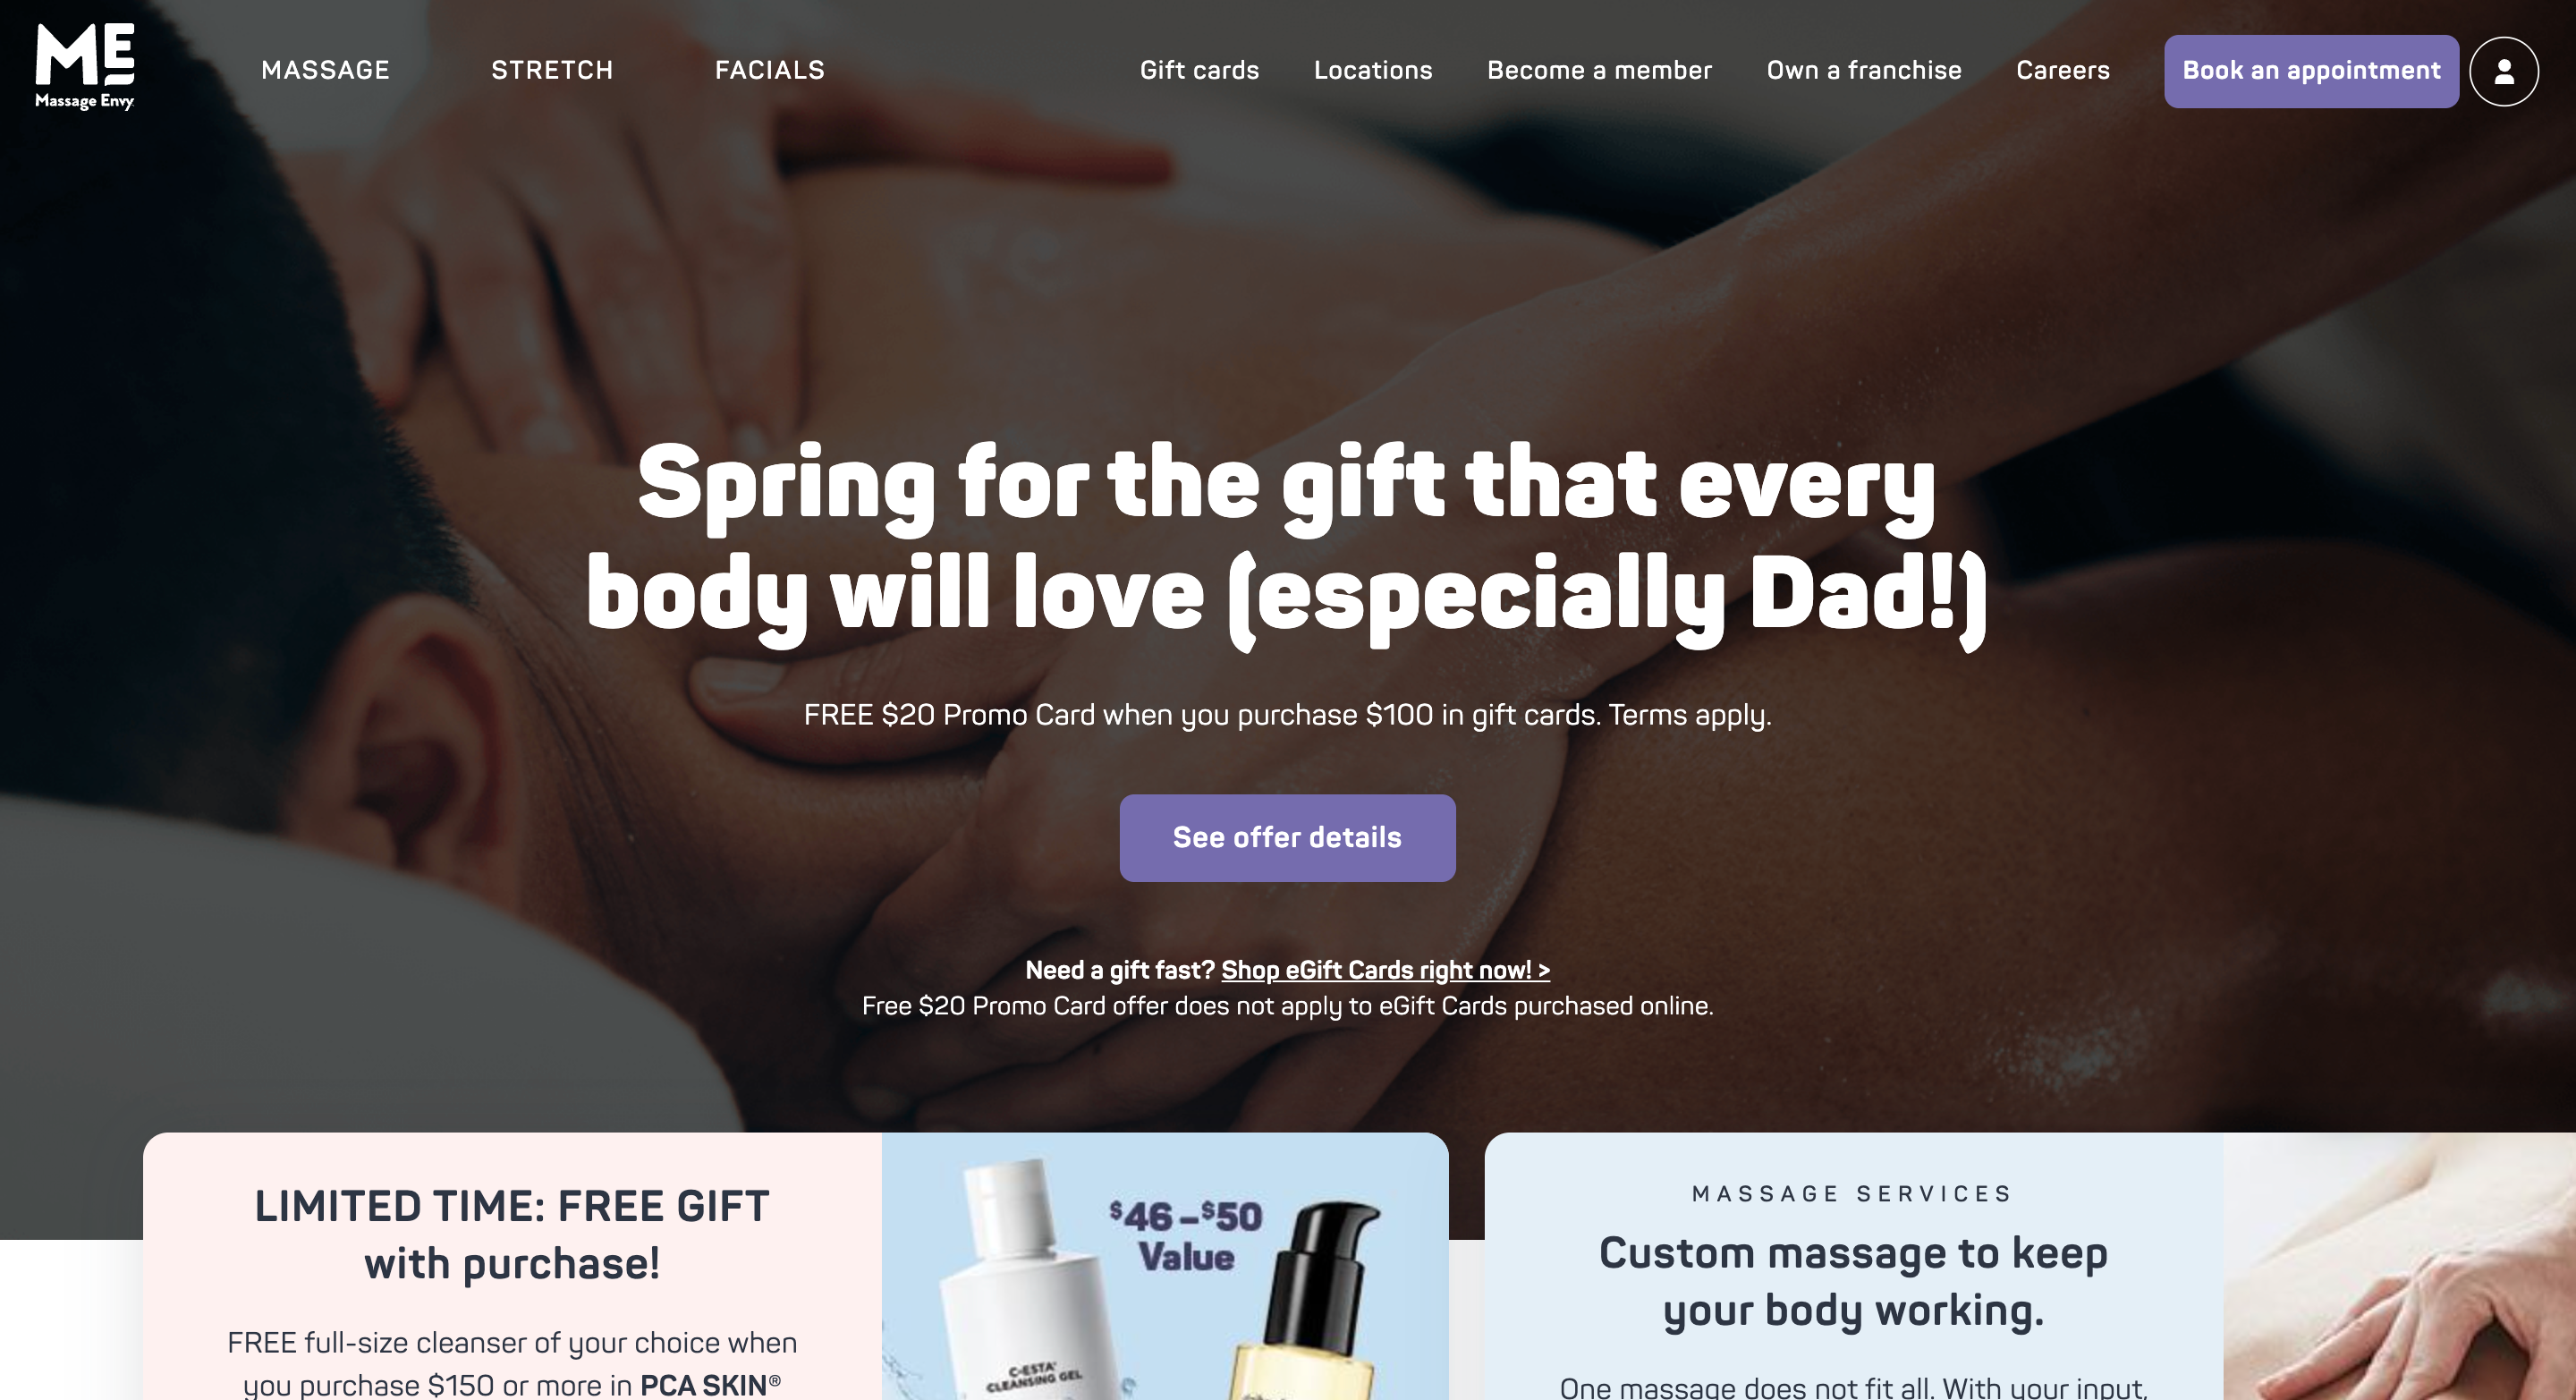 ME
Massage Envy
MASSAGE
STRETCH
FACIALS
Gift cards
Locations
Become a member
Own a franchise
Careers
Book an appointment
Spring for the gift that every
body will love (especially Dad!)
FREE $20 Promo Card when you purchase $100 in gift cards. Terms apply.
See offer details
Need a gift fast? Shop eGift Cards right now! >
Free $20 Promo Card offer does not apply to eGift Cards purchased online.
LIMITED TIME: FREE GIFT
with purchase!
FREE full-size cleanser of your choice when
you purchase $150 or more in PCA SKIN®
$46–$50
Value
C-ESTA®
CLEANSING GEL
MASSAGE SERVICES
Custom massage to keep
your body working.
One massage does not fit all. With your input,